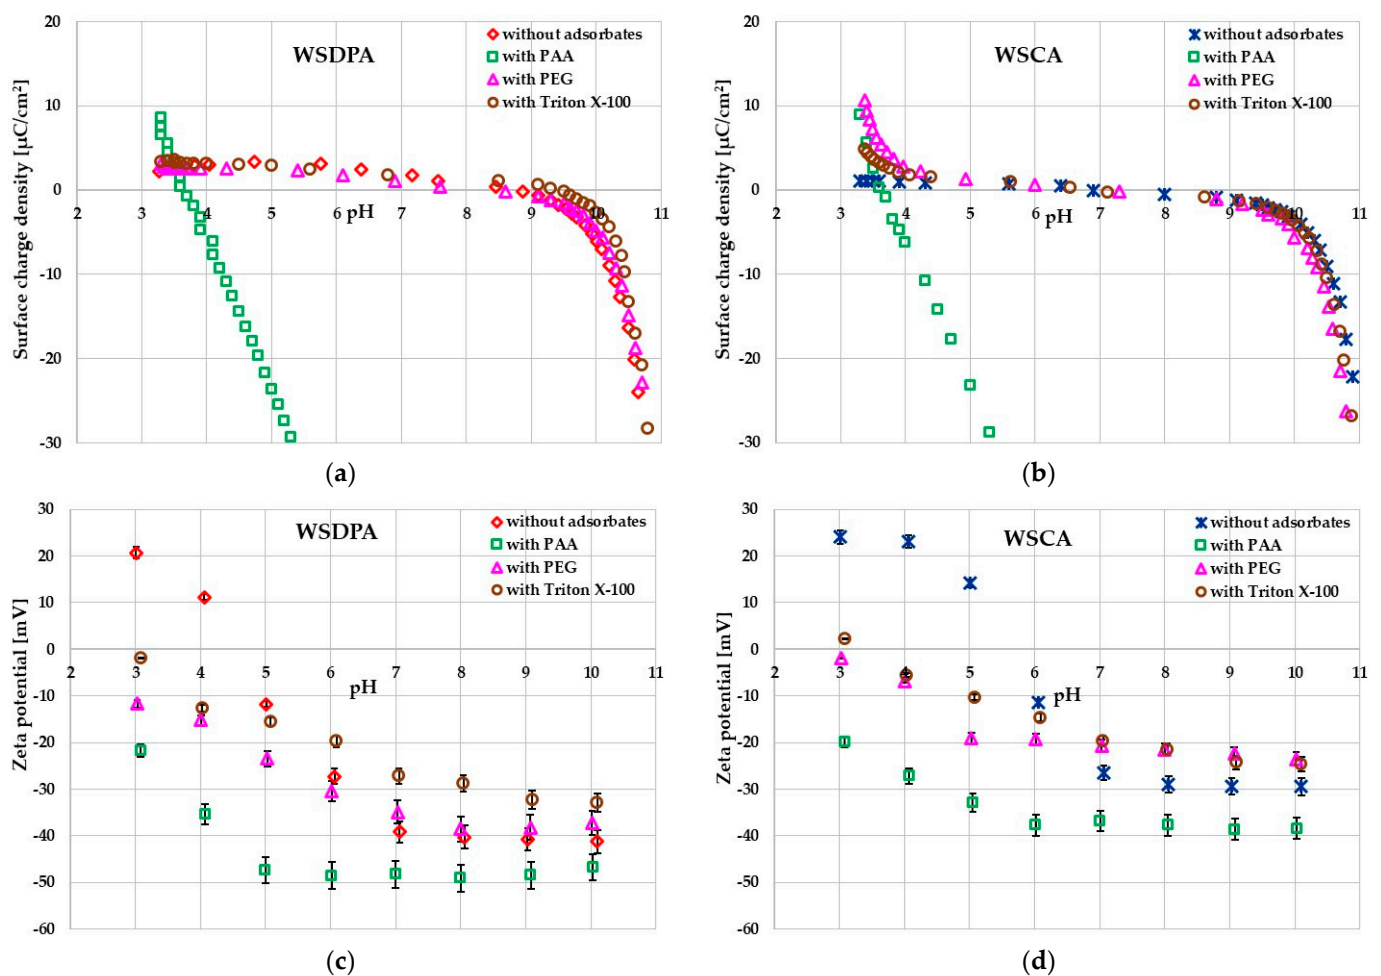 WSDPA
without adsorbates
with PAA
with PEG
with Triton X-100
Surface charge density [µC/cm²]
20
10
0
-10
-20
-30
2 3 4 5 6 7 8 9 10 11
pH
(a)
WSCA
without adsorbates
with PAA
with PEG
with Triton X-100
Surface charge density [µC/cm²]
20
10
0
-10
-20
-30
2 3 4 5 6 7 8 9 10 11
pH
(b)
WSDPA
without adsorbates
with PAA
with PEG
with Triton X-100
Zeta potential [mV]
30
20
10
0
-10
-20
-30
-40
-50
-60
2 3 4 5 6 7 8 9 10 11
pH
(c)
WSCA
without adsorbates
with PAA
with PEG
with Triton X-100
Zeta potential [mV]
30
20
10
0
-10
-20
-30
-40
-50
-60
2 3 4 5 6 7 8 9 10 11
pH
(d)